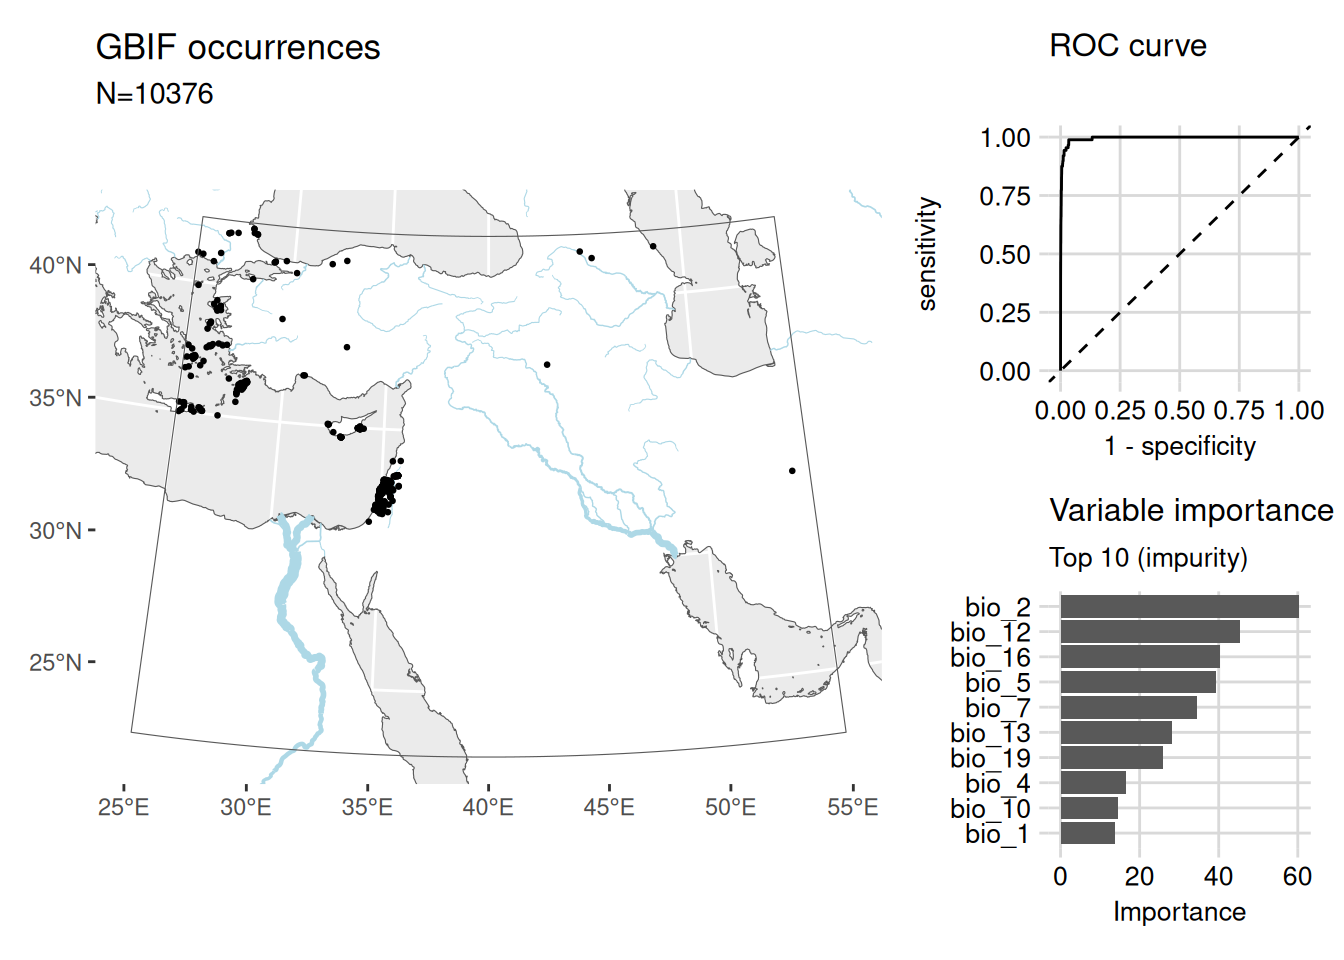 GBIF occurrences
N=10376
40°N
35°N
30°N
25°N
25°E 30°E 35°E 40°E 45°E 50°E 55°E
ROC curve
sensitivity
1.00
0.75
0.50
0.25
0.00
0.00 0.25 0.50 0.75 1.00
1 - specificity
Variable importance
Top 10 (impurity)
bio_2
bio_12
bio_16
bio_5
bio_7
bio_13
bio_19
bio_4
bio_10
bio_1
0 20 40 60
Importance